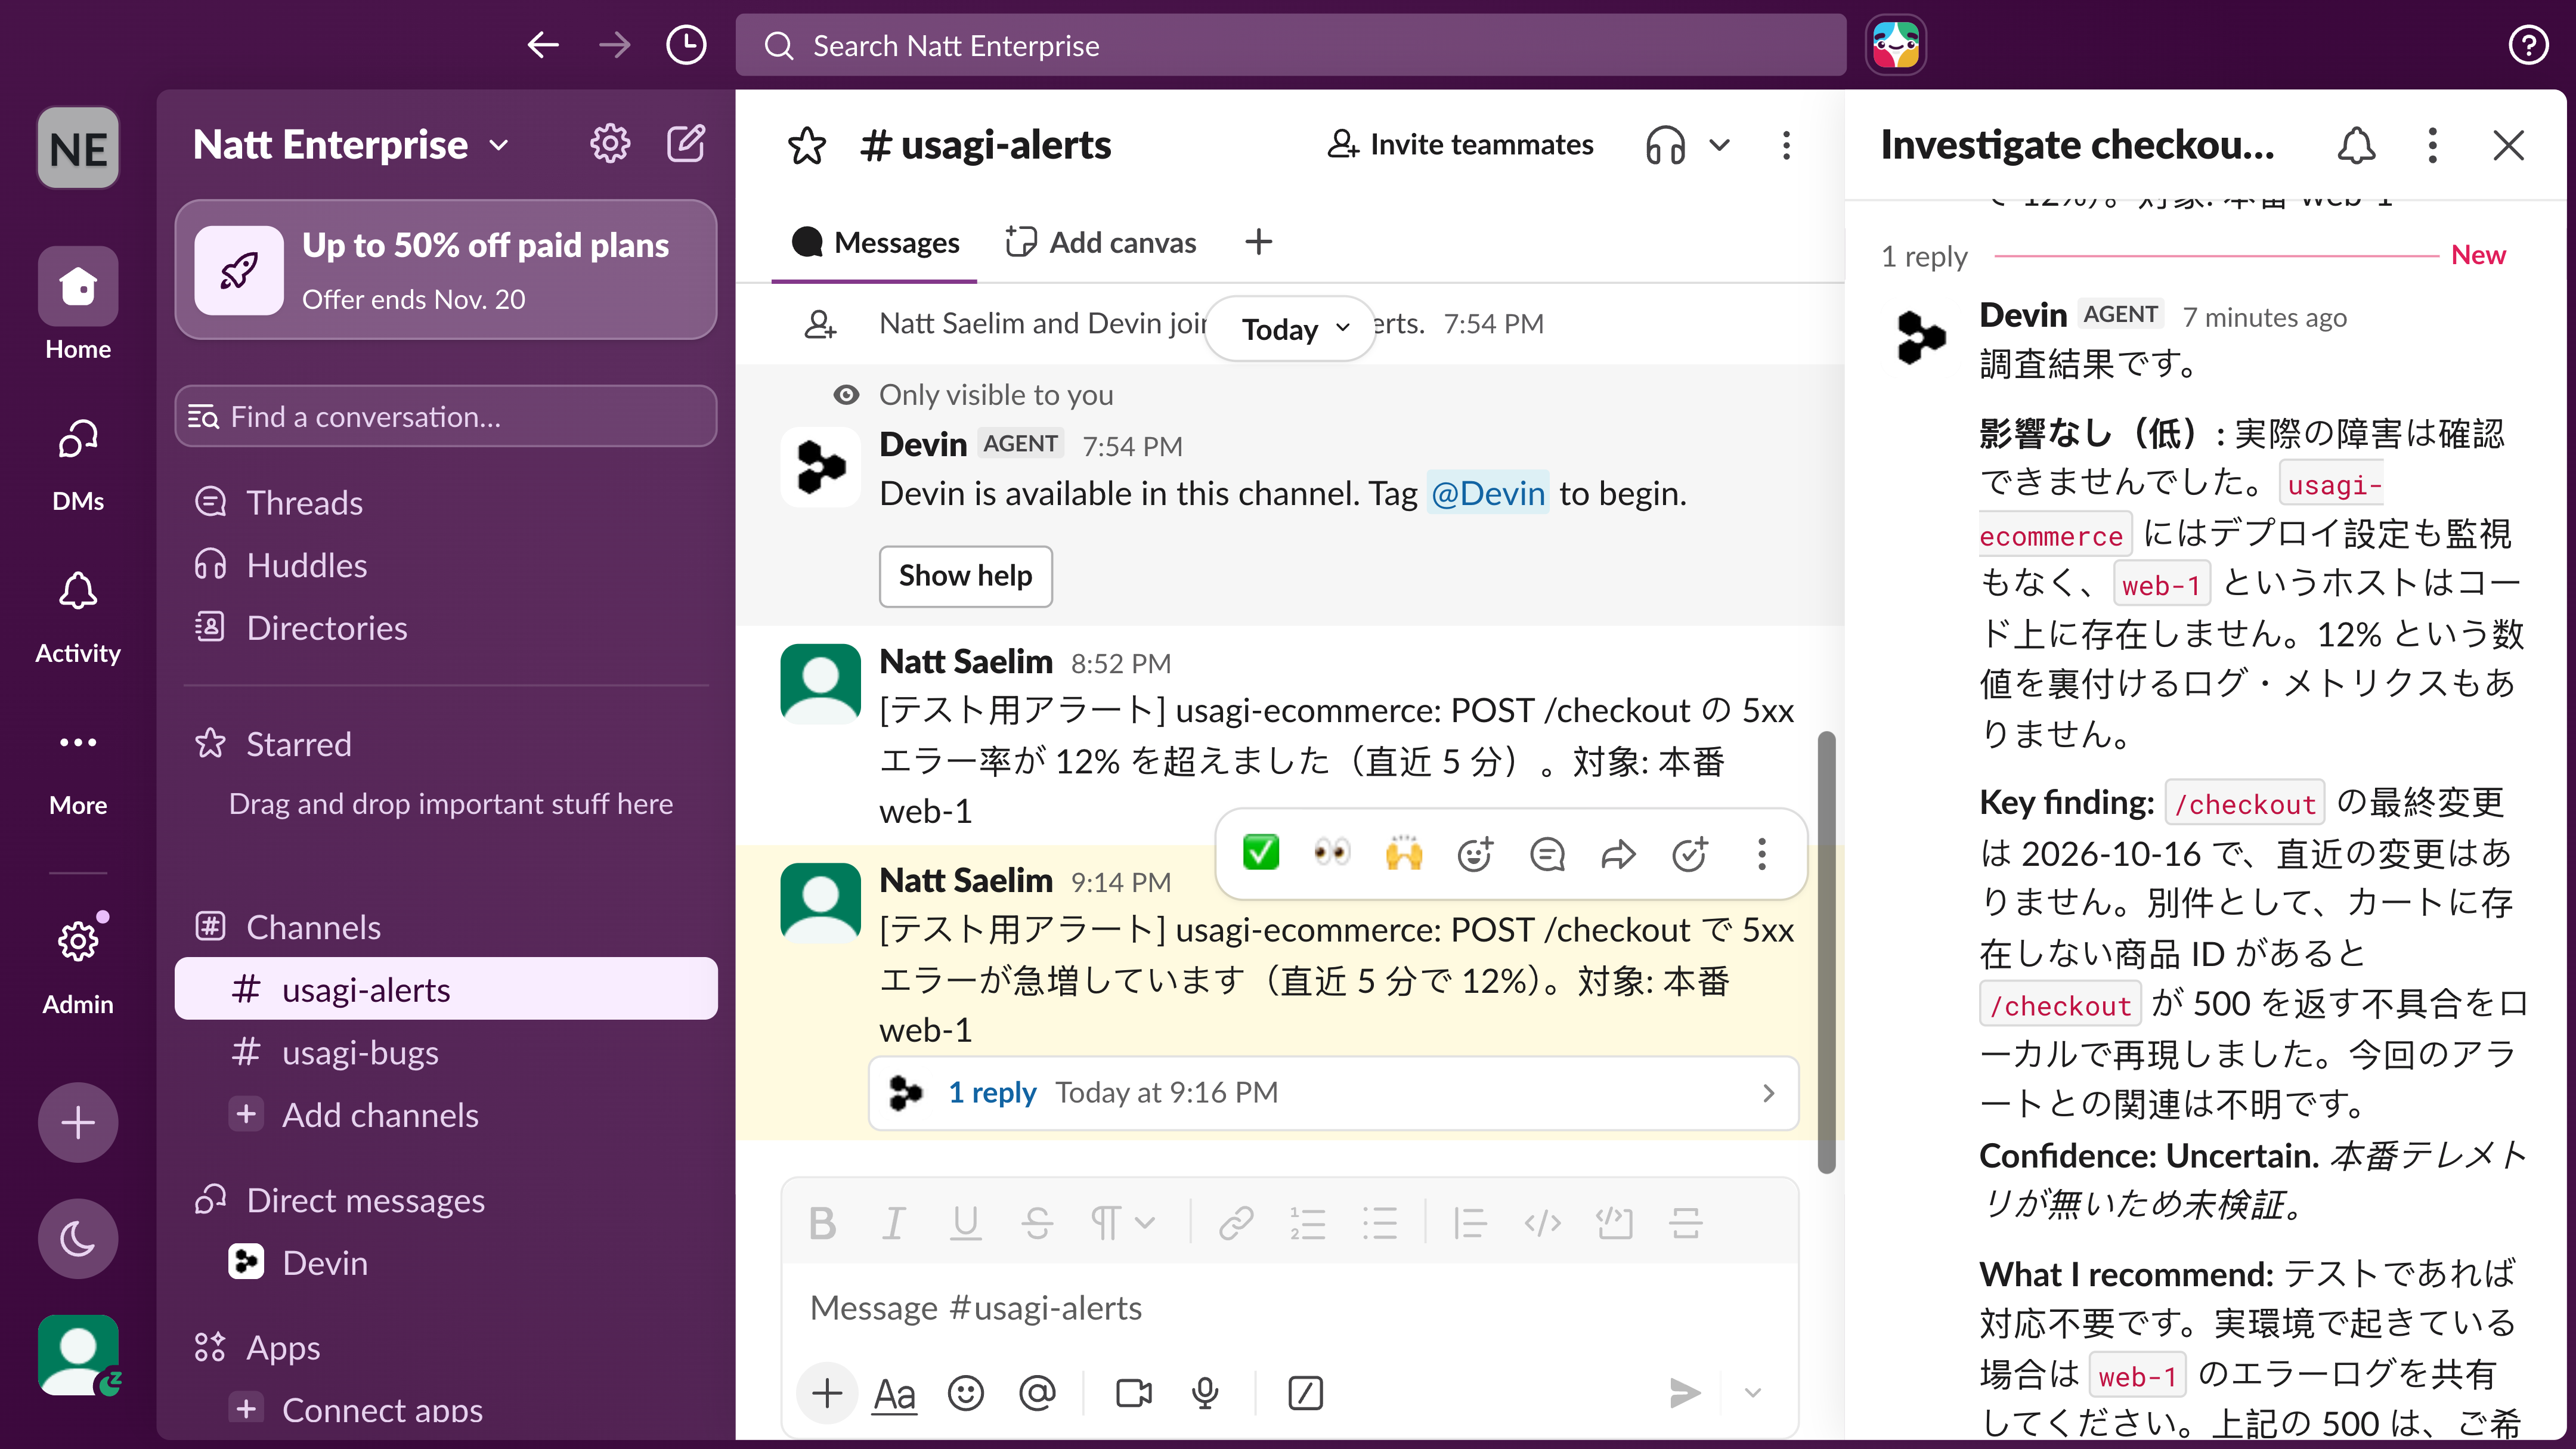 Search Natt Enterprise
NE
Home
DMs
Activity
More
Admin
Natt Enterprise
Up to 50% off paid plans
Offer ends Nov. 20
Find a conversation...
Threads
Huddles
Directories
Starred
Drag and drop important stuff here
Channels
# usagi-alerts
# usagi-bugs
Add channels
Direct messages
Devin
Apps
Connect apps
# usagi-alerts
Invite teammates
Messages
Add canvas
Natt Saelim and Devin joi
Today
erts. 7:54 PM
Only visible to you
Devin AGENT 7:54 PM
Devin is available in this channel. Tag @Devin to begin.
Show help
Natt Saelim 8:52 PM
[テスト用アラート] usagi-ecommerce: POST /checkout の 5xx
エラー率が 12% を超えました（直近 5 分）。対象: 本番
web-1
Natt Saelim 9:14 PM
[テスト用アラート] usagi-ecommerce: POST /checkout で 5xx
エラーが急増しています（直近 5 分で 12%）。対象: 本番
web-1
1 reply Today at 9:16 PM
Message #usagi-alerts
Aa
Investigate checkou...
で 12%）。対象: 本番 web-1
1 reply
New
Devin AGENT 7 minutes ago
調査結果です。
影響なし（低）: 実際の障害は確認
できませんでした。usagi-
ecommerce にはデプロイ設定も監視
もなく、web-1 というホストはコー
ド上に存在しません。12% という数
値を裏付けるログ・メトリクスもあ
りません。
Key finding: /checkout の最終変更
は 2026-10-16 で、直近の変更はあ
りません。別件として、カートに存
在しない商品 ID があると
/checkout が 500 を返す不具合をロ
ーカルで再現しました。今回のアラ
ートとの関連は不明です。
Confidence: Uncertain. 本番テレメト
リが無いため未検証。
What I recommend: テストであれば
対応不要です。実環境で起きている
場合は web-1 のエラーログを共有
してください。上記の 500 は、ご希